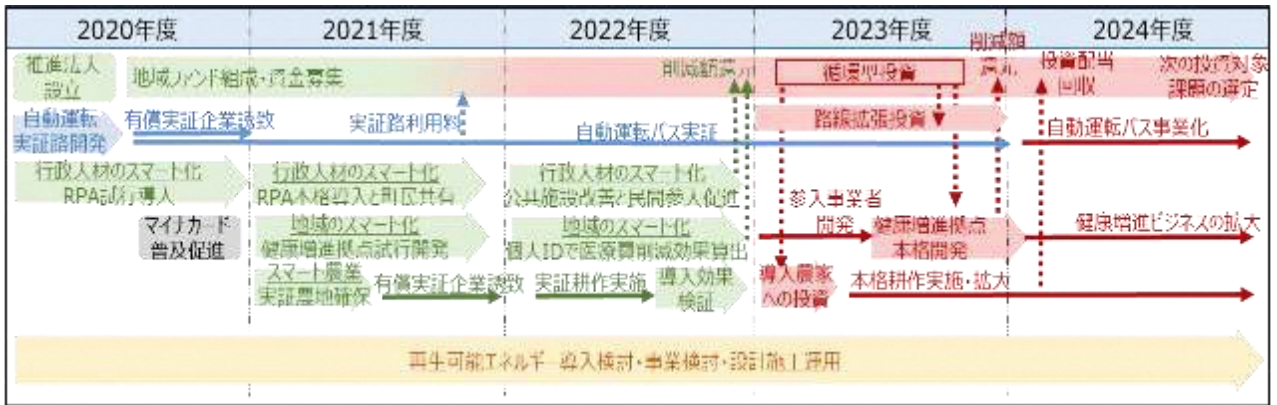 2020年度
2021年度
2022年度
2023年度
2024年度
推進法人
設立
地域ファンド組成・資金募集
削減額還元
循環型投資
削減額
還元
投資配当
回収
次の投資対象
課題の選定
自動運転
実証路開発
有償実証企業誘致
実証路利用料
自動運転バス実証
路線拡張投資
自動運転バス事業化
行政人材のスマート化
RPA試行導入
行政人材のスマート化
RPA本格導入と町民共有
行政人材のスマート化
公共施設改善と民間参入促進
マイナカード
普及促進
地域のスマート化
健康増進拠点試行開発
地域のスマート化
個人IDで医療費削減効果算出
参入事業者
開発
健康増進拠点
本格開発
健康増進ビジネスの拡大
スマート農業
実証農地確保
有償実証企業誘致
実証耕作実施
導入効果
検証
導入農家
への投資
本格耕作実施・拡大
再生可能エネルギー導入検討・事業検討・設計施工運用